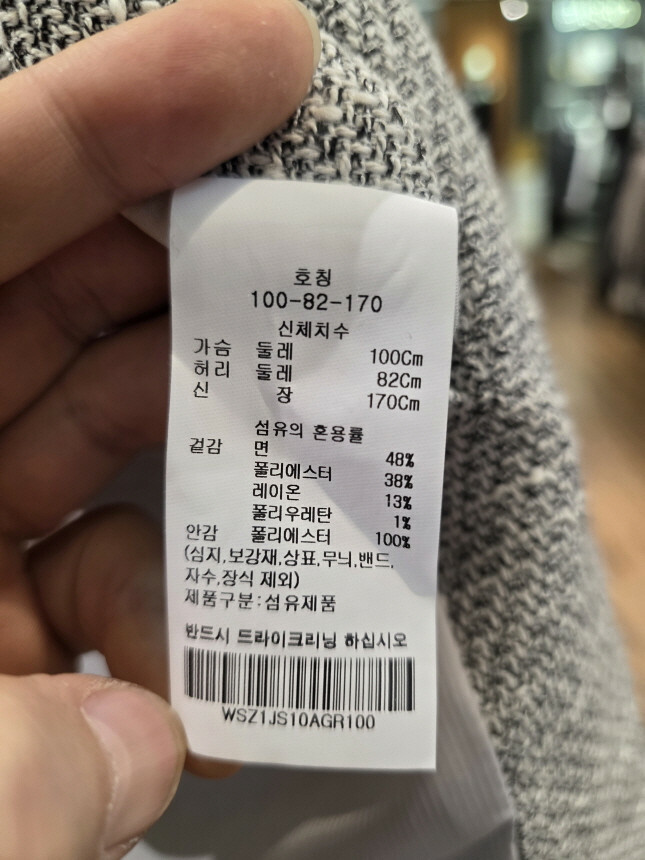 호칭
100-82-170
신체치수
가슴 둘레 100Cm
허리 둘레 82Cm
신 장 170Cm
섬유의 혼용률
겉감 면 48%
폴리에스터 38%
레이온 13%
폴리우레탄 1%
안감 폴리에스터 100%
(심지,보강재,상표,무늬,밴드,
자수,장식 제외)
제품구분:섬유제품
반드시 드라이크리닝 하십시오
WSZ1JS10AGR100